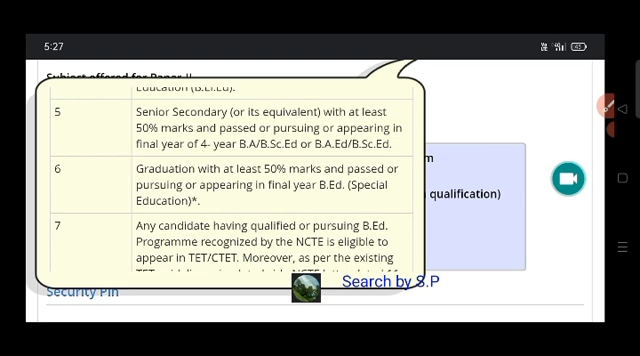 5:27
Subject offered for Paper II
Education (B.El.Ed).
5
Senior Secondary (or its equivalent) with at least
50% marks and passed or pursuing or appearing in
final year of 4- year B.A/B.Sc.Ed or B.A.Ed/B.Sc.Ed.
6
Graduation with at least 50% marks and passed or
pursuing or appearing in final year B.Ed. (Special
Education)*.
7
Any candidate having qualified or pursuing B.Ed.
Programme recognized by the NCTE is eligible to
appear in TET/CTET. Moreover, as per the existing
m
qualification)
Search by S.P
Security Pin